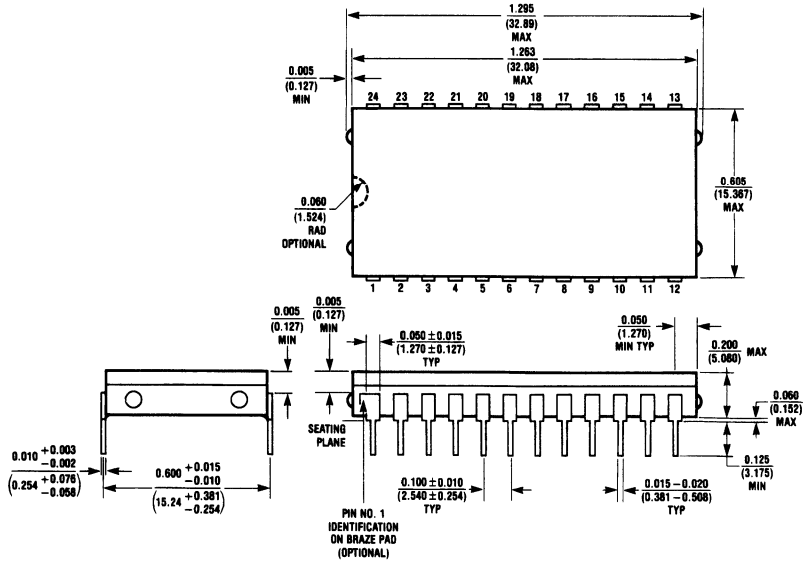 1.295
(32.89)
MAX
1.263
(32.08)
MAX
0.005
(0.127)
MIN
24 23 22 21 20 19 18 17 16 15 14 13
0.060
(1.524)
RAD
OPTIONAL
0.605
(15.367)
MAX
1 2 3 4 5 6 7 8 9 10 11 12
0.005
(0.127)
MIN
0.005
(0.127)
MIN
0.050 ± 0.015
(1.270 ± 0.127)
TYP
0.050
(1.270)
MIN TYP
0.200
(5.080)
MAX
0.060
(0.152)
MAX
SEATING
PLANE
0.125
(3.175)
MIN
0.010 +0.003
−0.002
(0.254 +0.076
−0.058)
0.600 +0.015
−0.010
(15.24 +0.381
−0.254)
0.100 ± 0.010
(2.540 ± 0.254)
TYP
0.015 − 0.020
(0.381 − 0.508)
TYP
PIN NO. 1
IDENTIFICATION
ON BRAZE PAD
(OPTIONAL)